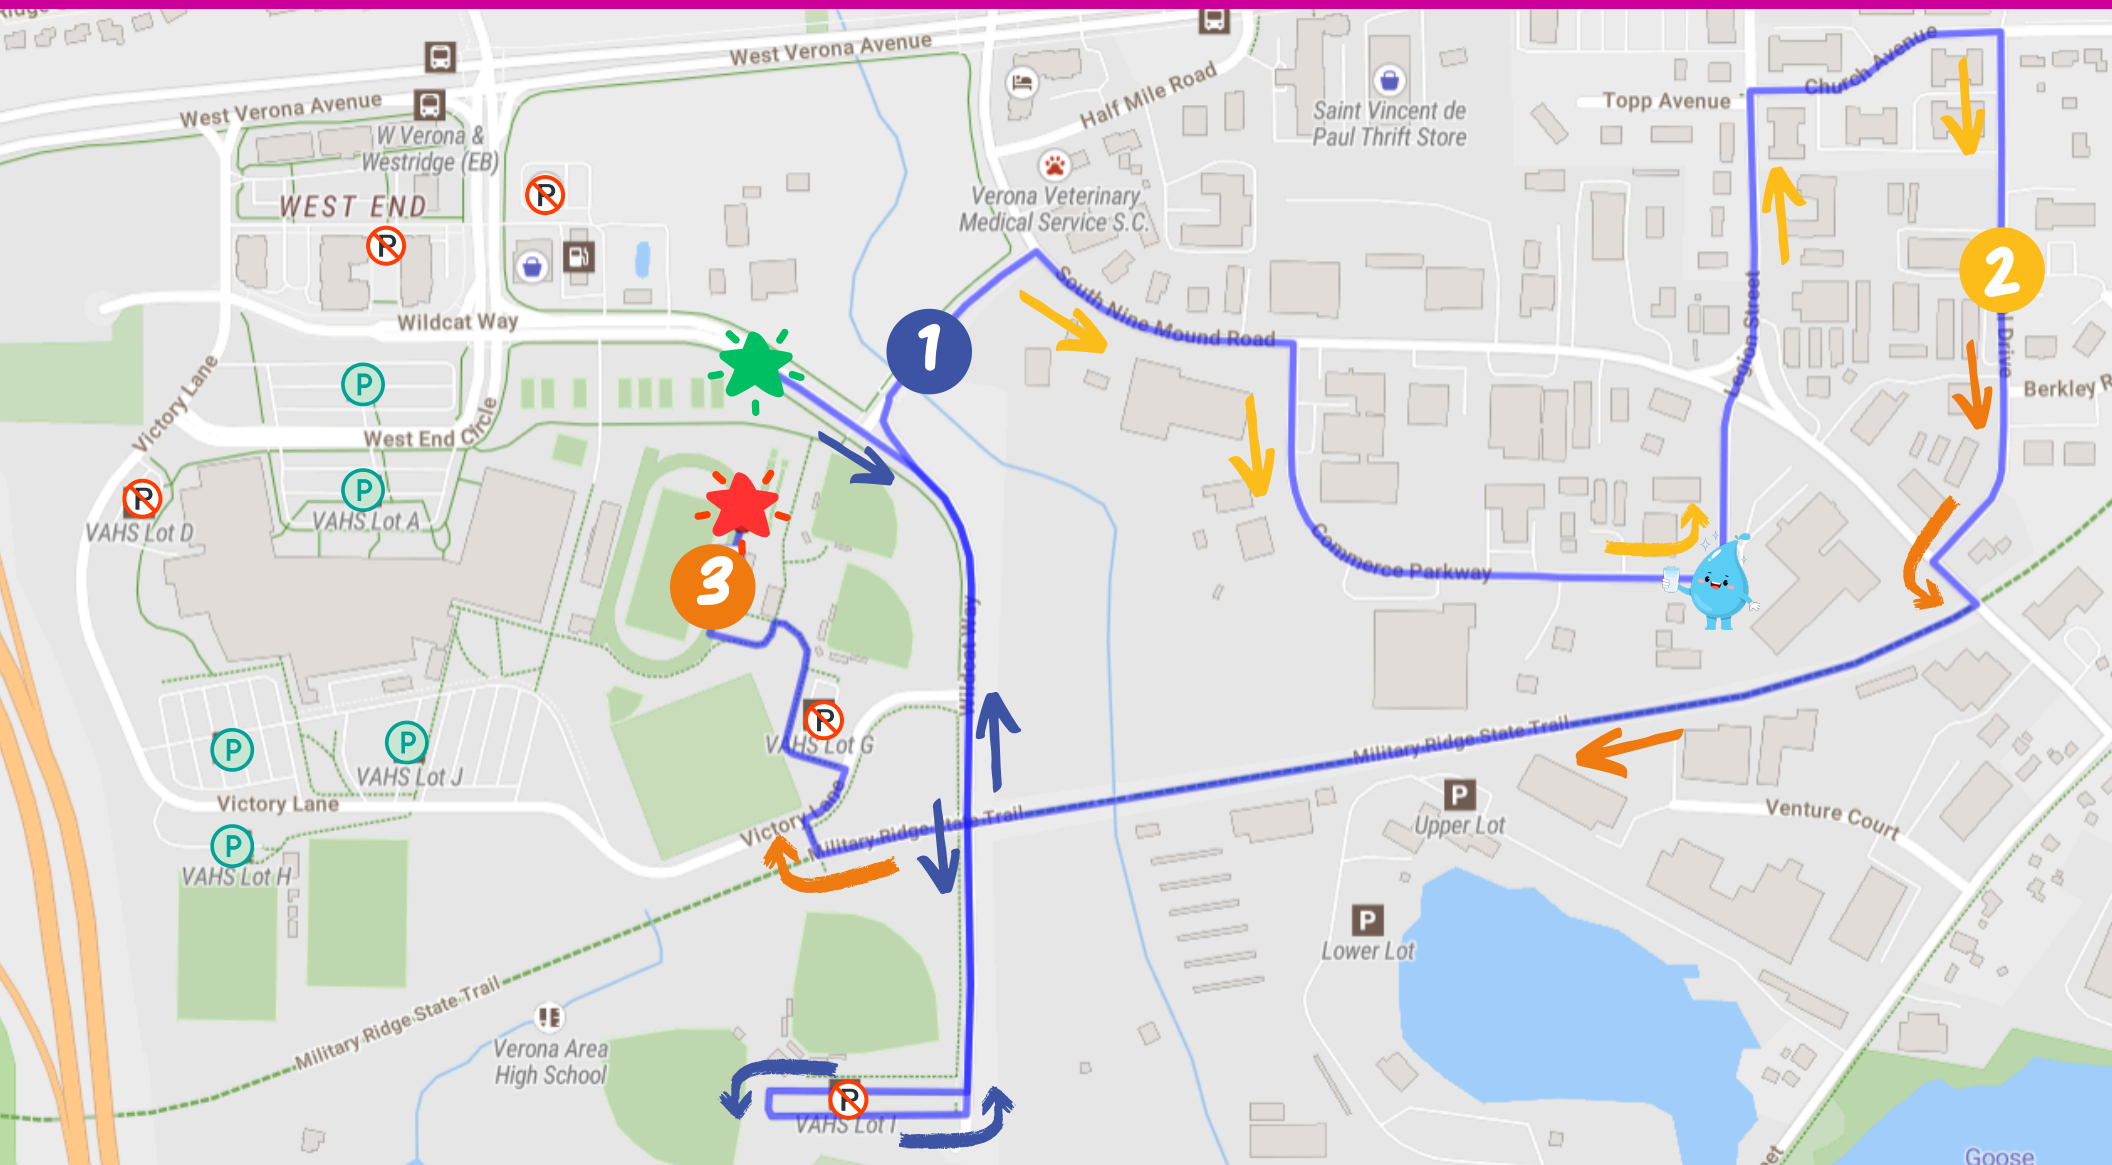 West Verona Avenue
West Verona Avenue
W Verona &
Westridge (EB)
WEST END
P
P
Half Mile Road
Saint Vincent de
Paul Thrift Store
Topp Avenue
Church Avenue
Verona Veterinary
Medical Service S.C.
South Nine Mound Road
Legion Street
2
Drive
Berkley R
Wildcat Way
1
Victory Lane
P
West End Circle
P
VAHS Lot A
P
VAHS Lot D
3
Commerce Parkway
Wildcat Way
P
VAHS Lot G
P
P
VAHS Lot J
Victory Lane
Victory Lane
Military Ridge State Trail
Military Ridge State Trail
P
Upper Lot
Venture Court
P
VAHS Lot H
P
Lower Lot
Military Ridge State Trail
Verona Area
High School
P
VAHS Lot I
Goose